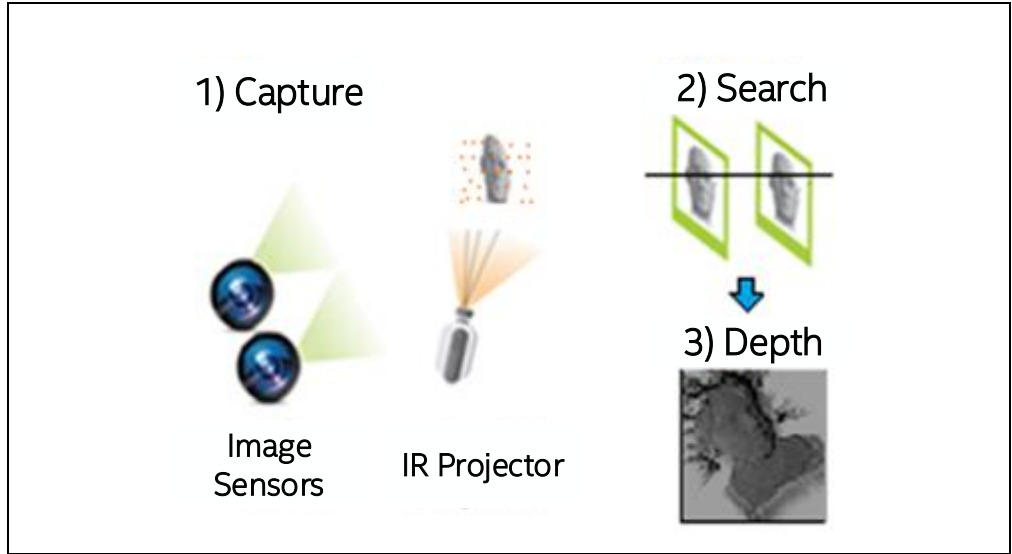 1) Capture
Image
Sensors
IR Projector
2) Search
3) Depth